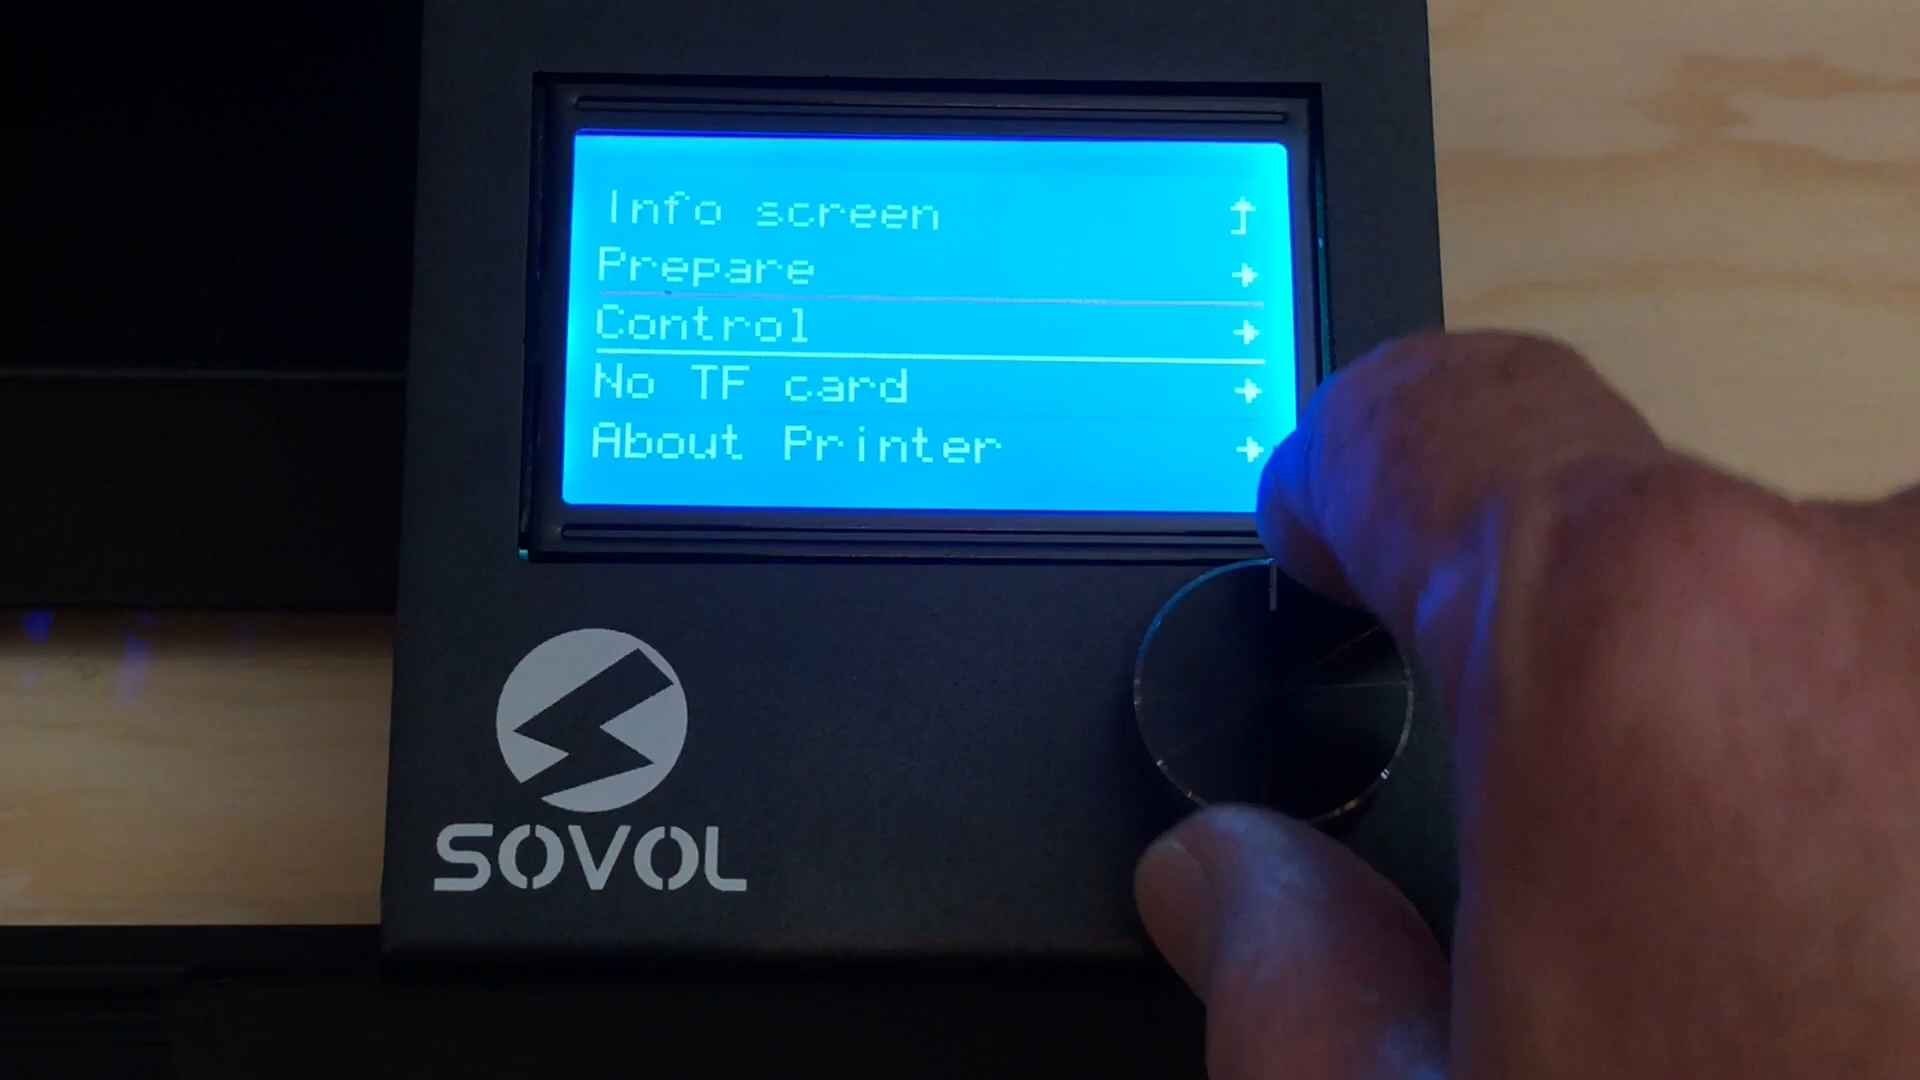 Info screen
Prepare
Control
No TF card
About Printer
SOVOL